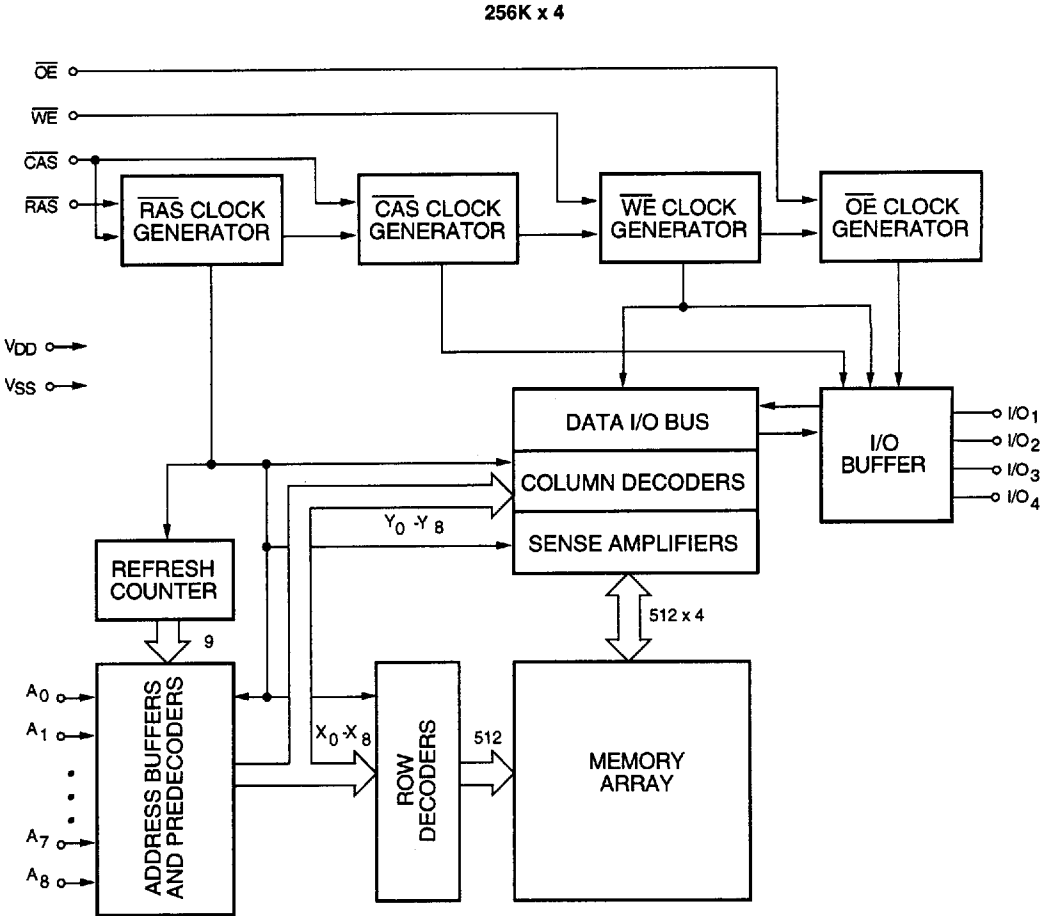 256K x 4
OE
WE
CAS
RAS
RAS CLOCK
GENERATOR
CAS CLOCK
GENERATOR
WE CLOCK
GENERATOR
OE CLOCK
GENERATOR
VDD
VSS
DATA I/O BUS
COLUMN DECODERS
SENSE AMPLIFIERS
I/O
BUFFER
I/O1
I/O2
I/O3
I/O4
Y0 -Y8
REFRESH
COUNTER
9
512 x 4
A0
A1
A7
A8
ADDRESS BUFFERS
AND PREDECODERS
X0-X8
ROW
DECODERS
512
MEMORY
ARRAY